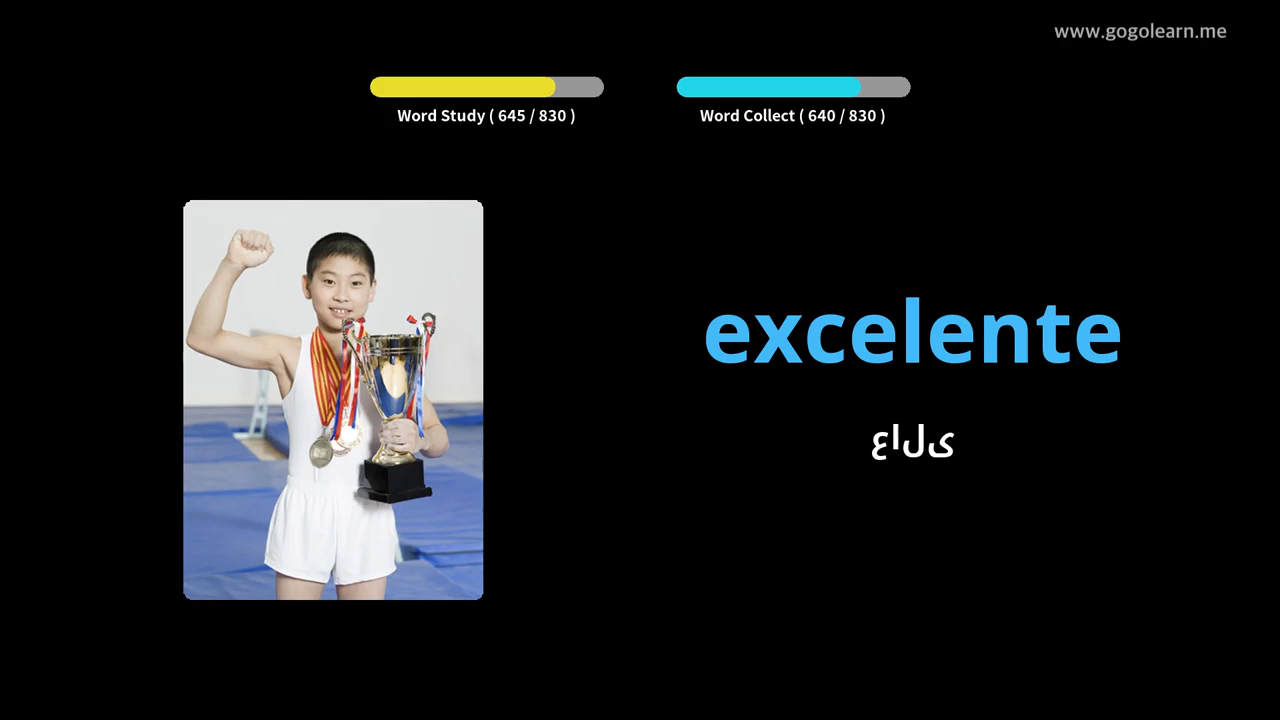 www.gogolearn.me
Word Study ( 645 / 830 )
Word Collect ( 640 / 830 )
excelente
عالی